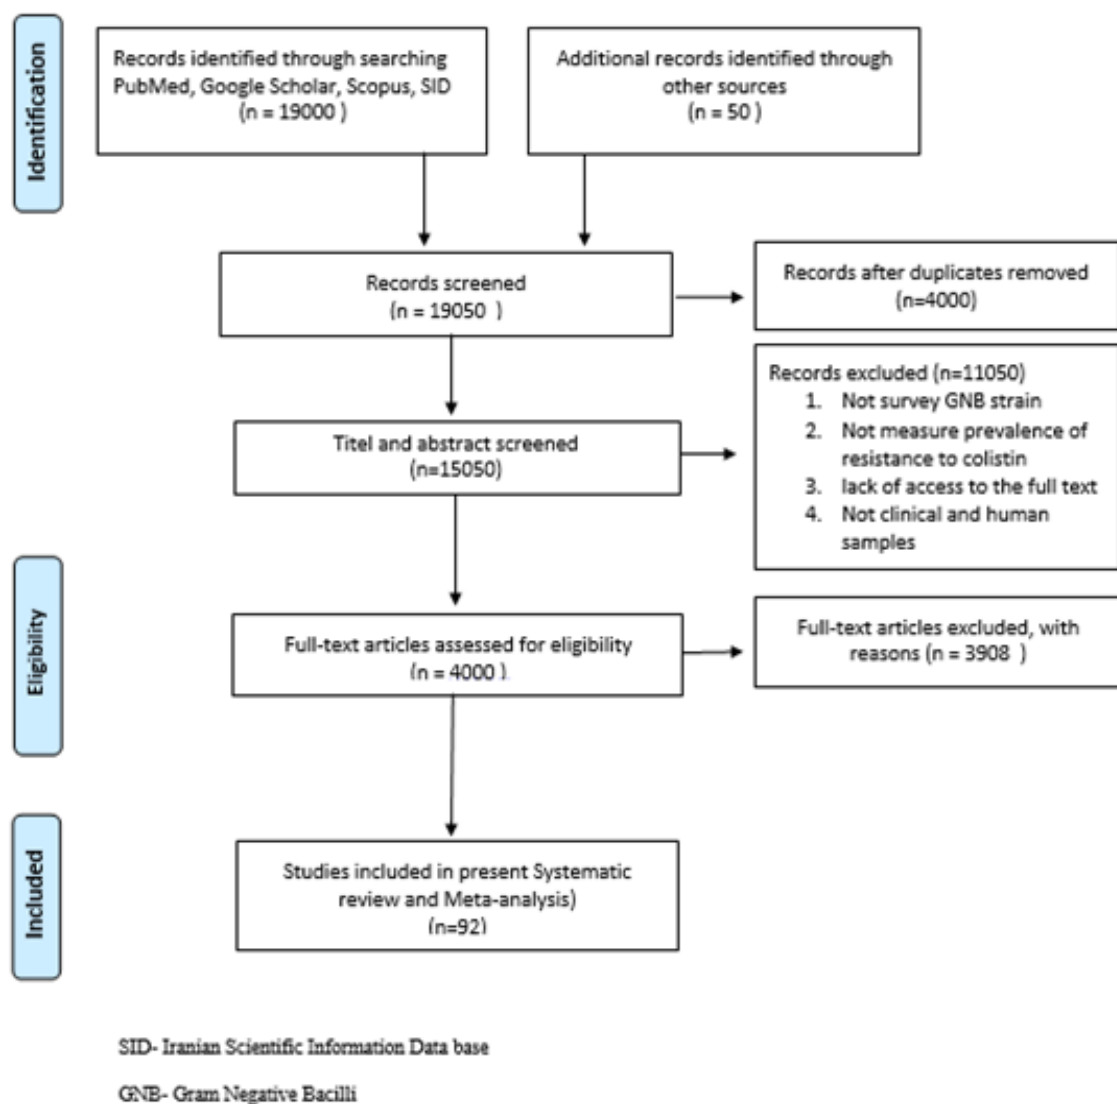 Identification
Records identified through searching
PubMed, Google Scholar, Scopus, SID
(n = 19000 )
Additional records identified through
other sources
(n = 50 )
Records screened
(n = 19050 )
Records after duplicates removed
(n=4000)
Titel and abstract screened
(n=15050)
Records excluded (n=11050)
1. Not survey GNB strain
2. Not measure prevalence of
resistance to colistin
3. lack of access to the full text
4. Not clinical and human
samples
Eligibility
Full-text articles assessed for eligibility
(n = 4000 )
Full-text articles excluded, with
reasons (n = 3908 )
Included
Studies included in present Systematic
review and Meta-analysis)
(n=92)
SID- Iranian Scientific Information Data base
GNB- Gram Negative Bacilli